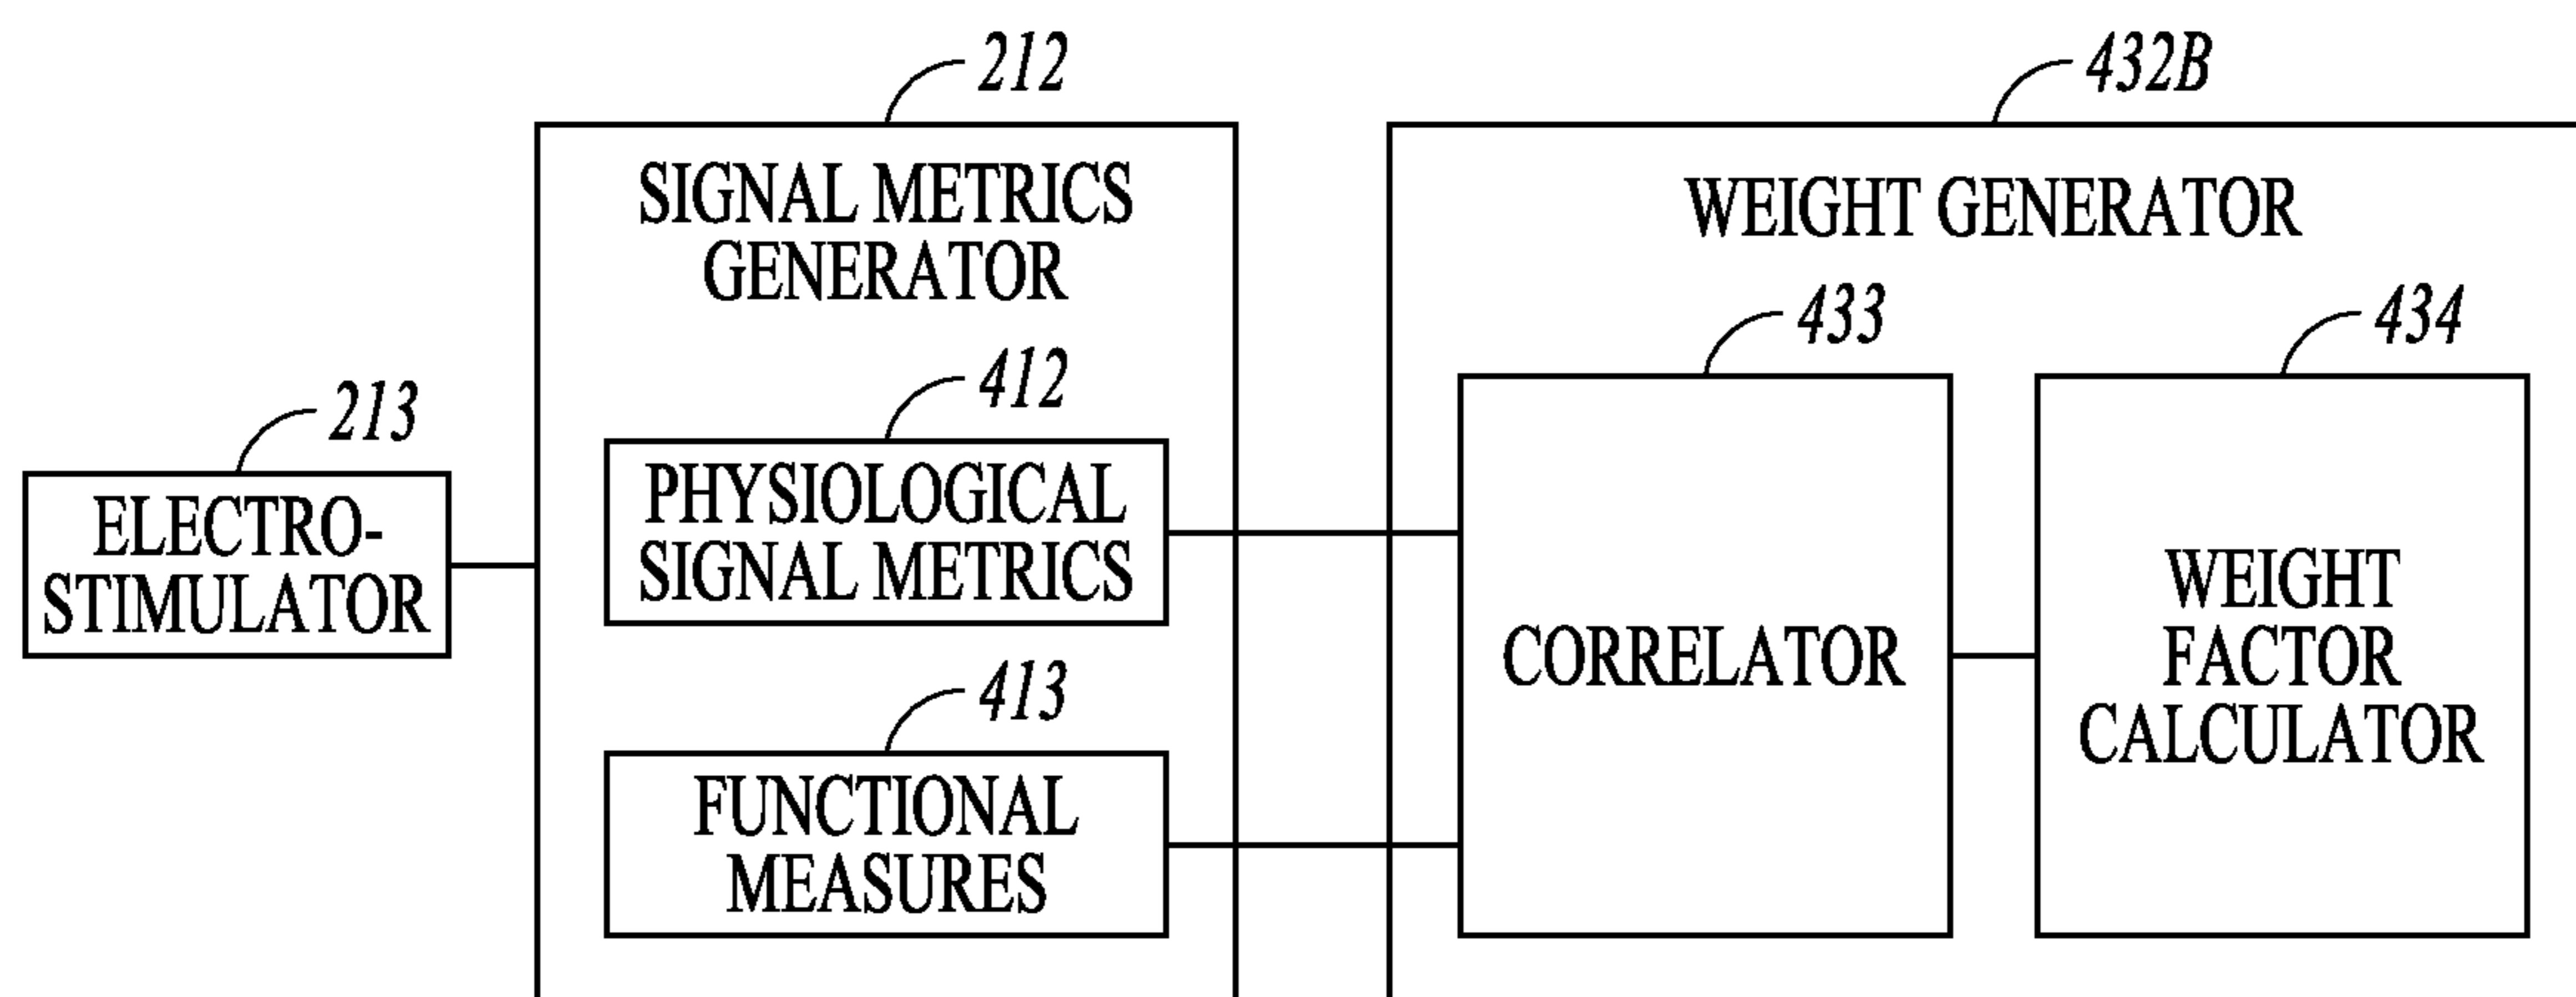 212
432B
SIGNAL METRICS
GENERATOR
WEIGHT GENERATOR
433
434
412
213
PHYSIOLOGICAL
SIGNAL METRICS
ELECTRO-
STIMULATOR
CORRELATOR
WEIGHT
FACTOR
CALCULATOR
413
FUNCTIONAL
MEASURES